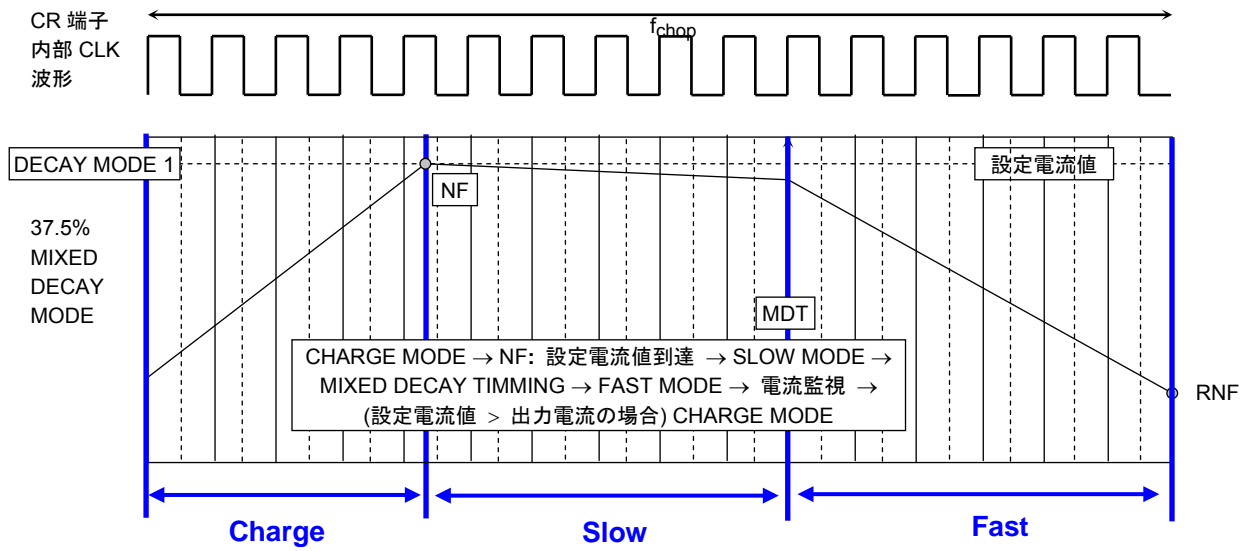 CR 端子
内部 CLK
波形
fchop
DECAY MODE 1
設定電流値
NF
37.5%
MIXED
DECAY
MODE
MDT
CHARGE MODE → NF: 設定電流値到達 → SLOW MODE →
MIXED DECAY TIMMING → FAST MODE → 電流監視 →
(設定電流値 > 出力電流の場合) CHARGE MODE
RNF
Charge
Slow
Fast